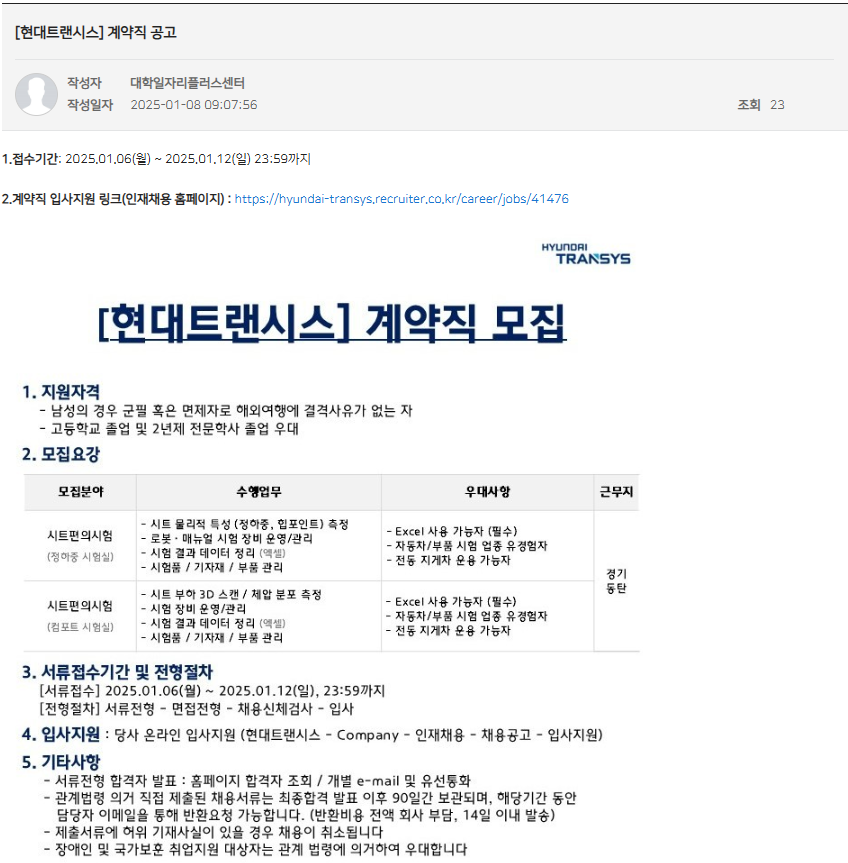 [현대트랜시스] 계약직 공고
작성자 대학일자리플러스센터
작성일자 2025-01-08 09:07:56
조회 23
1.접수기간: 2025.01.06(월) ~ 2025.01.12(일) 23:59까지
2.계약직 입사지원 링크(인재채용 홈페이지) : https://hyundai-transys.recruiter.co.kr/career/jobs/41476
HYUNDAI
TRANSYS
[현대트랜시스] 계약직 모집
1. 지원자격
- 남성의 경우 군필 혹은 면제자로 해외여행에 결격사유가 없는 자
- 고등학교 졸업 및 2년제 전문학사 졸업 우대
2. 모집요강
모집분야 수행업무 우대사항 근무지
시트편의시험
(정하중 시험실)
- 시트 물리적 특성 (정하중, 힙포인트) 측정
- 로봇 · 매뉴얼 시험 장비 운영/관리
- 시험 결과 데이터 정리 (엑셀)
- 시험품 / 기자재 / 부품 관리
- Excel 사용 가능자 (필수)
- 자동차/부품 시험 업종 유경험자
- 전동 지게차 운용 가능자
경기
동탄
시트편의시험
(컴포트 시험실)
- 시트 부하 3D 스캔 / 체압 분포 측정
- 시험 장비 운영/관리
- 시험 결과 데이터 정리 (엑셀)
- 시험품 / 기자재 / 부품 관리
- Excel 사용 가능자 (필수)
- 자동차/부품 시험 업종 유경험자
- 전동 지게차 운용 가능자
3. 서류접수기간 및 전형절차
[서류접수] 2025.01.06(월) ~ 2025.01.12(일), 23:59까지
[전형절차] 서류전형 - 면접전형 - 채용신체검사 - 입사
4. 입사지원 : 당사 온라인 입사지원 (현대트랜시스 - Company - 인재채용 - 채용공고 - 입사지원)
5. 기타사항
- 서류전형 합격자 발표 : 홈페이지 합격자 조회 / 개별 e-mail 및 유선통화
- 관계법령 의거 직접 제출된 채용서류는 최종합격 발표 이후 90일간 보관되며, 해당기간 동안
담당자 이메일을 통해 반환요청 가능합니다. (반환비용 전액 회사 부담, 14일 이내 발송)
- 제출서류에 허위 기재사실이 있을 경우 채용이 취소됩니다
- 장애인 및 국가보훈 취업지원 대상자는 관계 법령에 의거하여 우대합니다